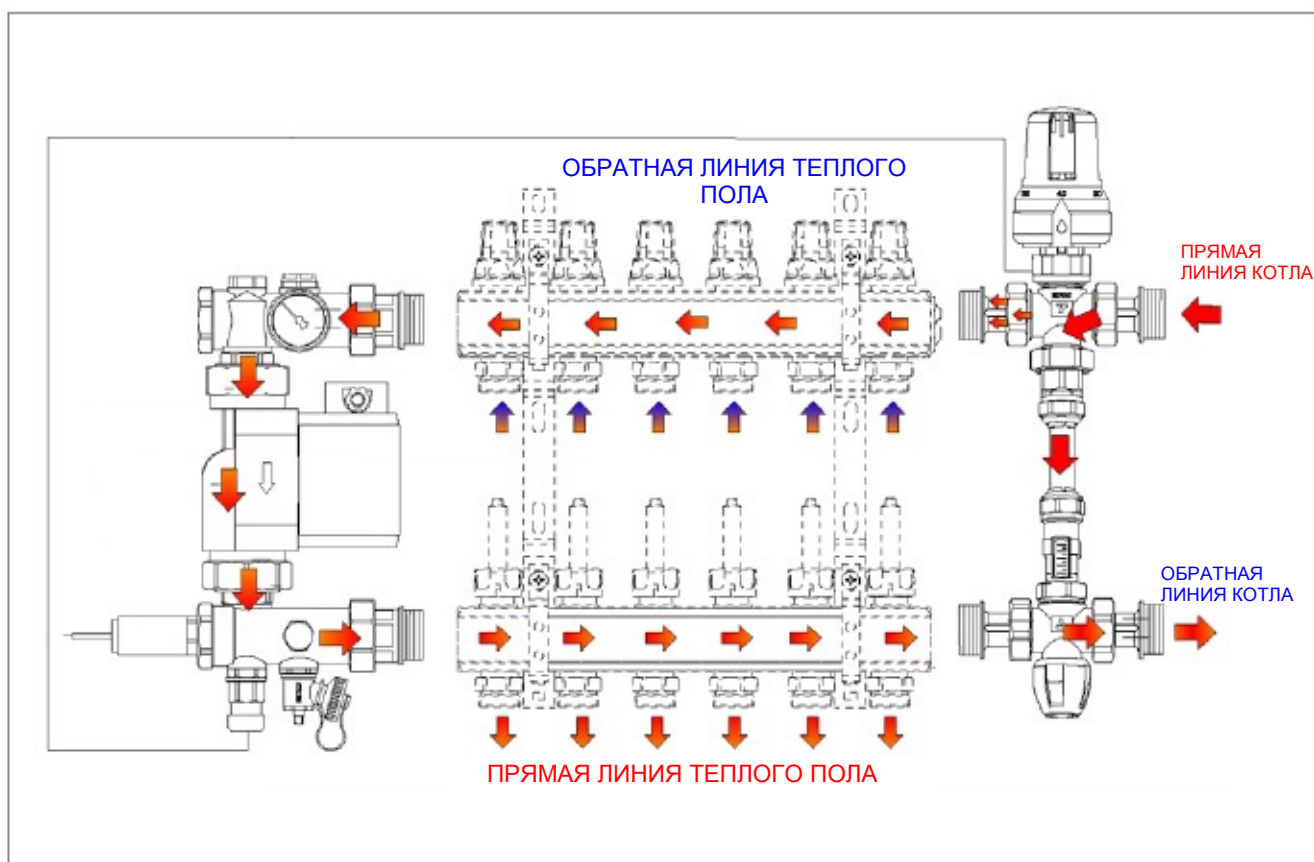 ОБРАТНАЯ ЛИНИЯ ТЕПЛОГО
ПОЛА
ПРЯМАЯ
ЛИНИЯ КОТЛА
ОБРАТНАЯ
ЛИНИЯ КОТЛА
ПРЯМАЯ ЛИНИЯ ТЕПЛОГО ПОЛА